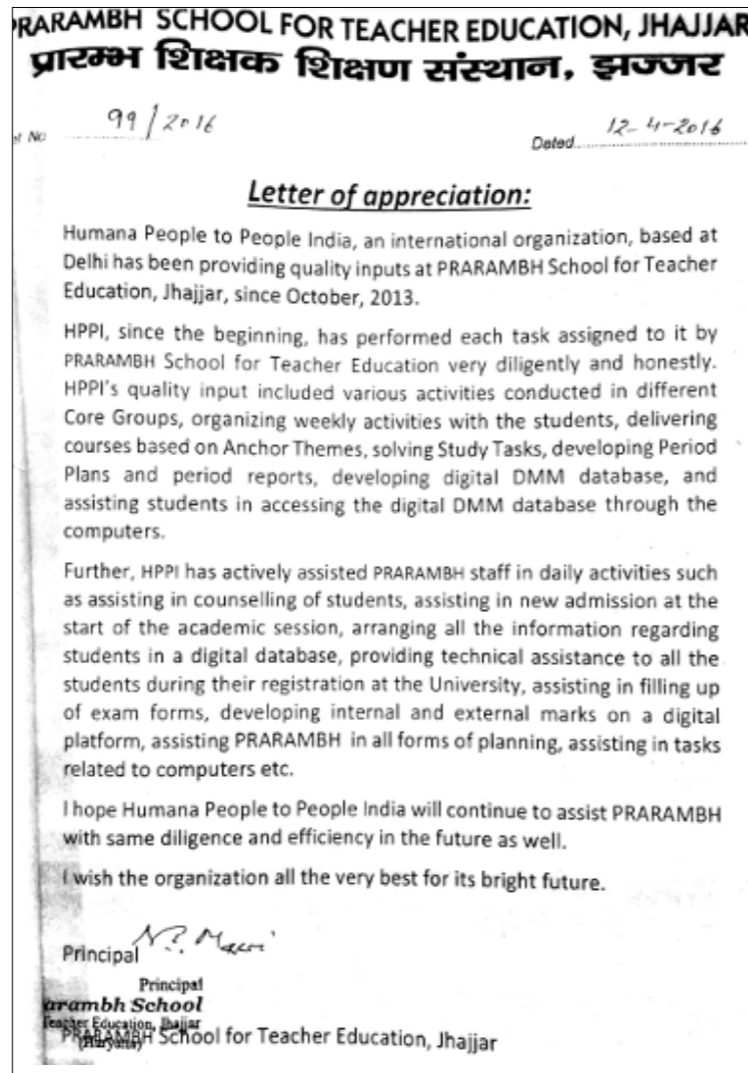 PRARAMBH SCHOOL FOR TEACHER EDUCATION, JHAJJAR
प्रारम्भ शिक्षक शिक्षण संस्थान, झज्जर
No 99/2016
Dated 12-4-2016
Letter of appreciation:
Humana People to People India, an international organization, based at
Delhi has been providing quality inputs at PRARAMBH School for Teacher
Education, Jhajjar, since October, 2013.
HPPI, since the beginning, has performed each task assigned to it by
PRARAMBH School for Teacher Education very diligently and honestly.
HPPI's quality input included various activities conducted in different
Core Groups, organizing weekly activities with the students, delivering
courses based on Anchor Themes, solving Study Tasks, developing Period
Plans and period reports, developing digital DMM database, and
assisting students in accessing the digital DMM database through the
computers.
Further, HPPI has actively assisted PRARAMBH staff in daily activities such
as assisting in counselling of students, assisting in new admission at the
start of the academic session, arranging all the information regarding
students in a digital database, providing technical assistance to all the
students during their registration at the University, assisting in filling up
of exam forms, developing internal and external marks on a digital
platform, assisting PRARAMBH in all forms of planning, assisting in tasks
related to computers etc.
I hope Humana People to People India will continue to assist PRARAMBH
with same diligence and efficiency in the future as well.
I wish the organization all the very best for its bright future.
Principal
Principal
arambh School
Teacher Education, Jhajjar
(Haryana)
PRARAMBH School for Teacher Education, Jhajjar